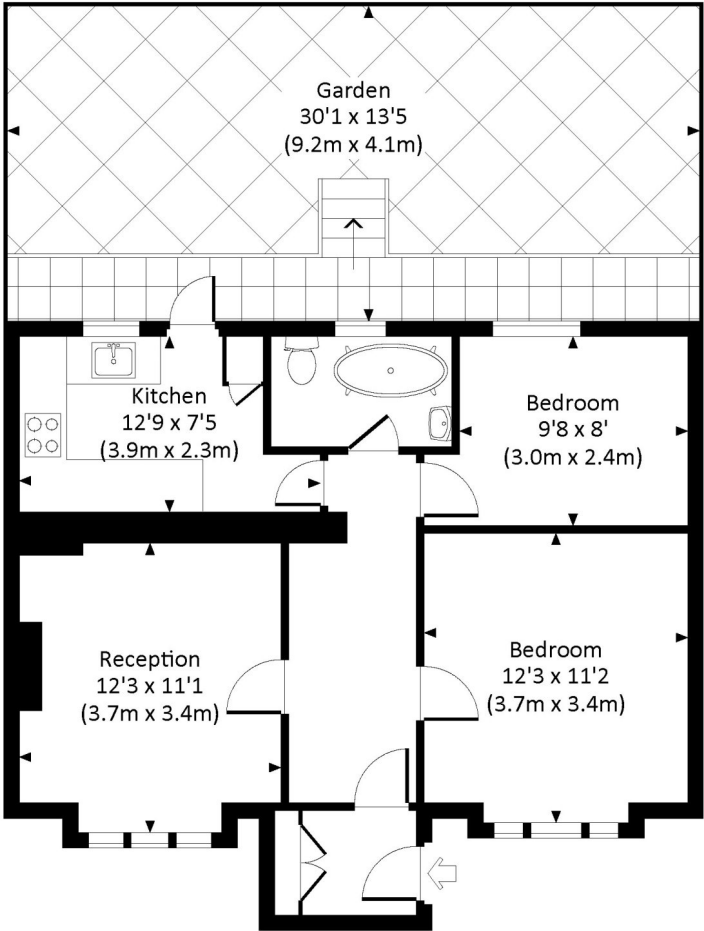 Garden
30'1 x 13'5
(9.2m x 4.1m)
Kitchen
12'9 x 7'5
(3.9m x 2.3m)
Bedroom
9'8 x 8'
(3.0m x 2.4m)
Reception
12'3 x 11'1
(3.7m x 3.4m)
Bedroom
12'3 x 11'2
(3.7m x 3.4m)